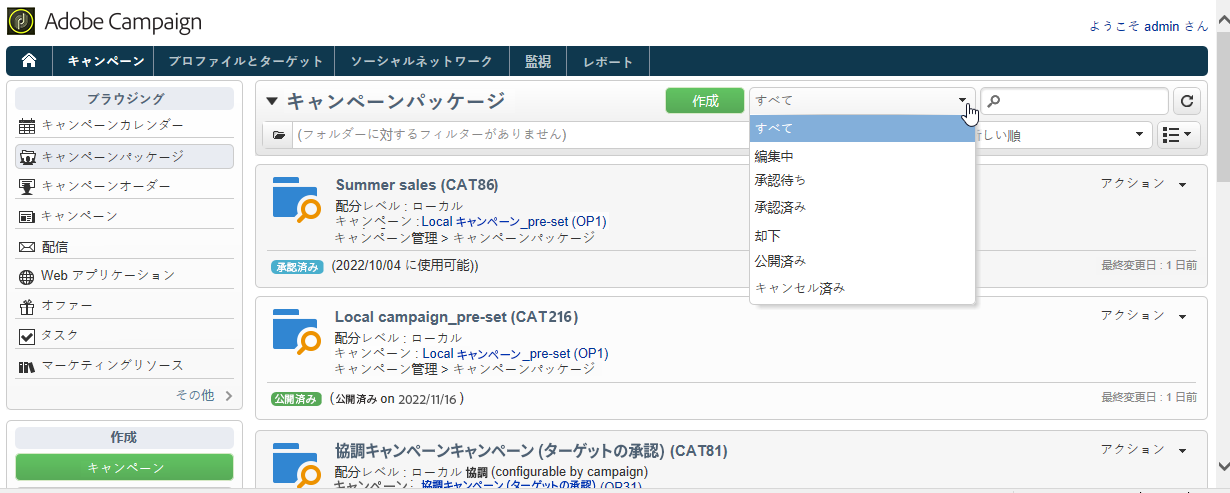 Adobe Campaign
ようこそ admin さん
キャンペーン プロファイルとターゲット ソーシャルネットワーク 監視 レポート
ブラウジング
キャンペーンカレンダー
キャンペーンパッケージ
キャンペーンオーダー
キャンペーン
配信
Web アプリケーション
オファー
タスク
マーケティングリソース
その他
作成
キャンペーン
キャンペーンパッケージ 作成 すべて
(フォルダーに対するフィルターがありません) しい順
すべて
編集中
承認待ち
承認済み
却下
公開済み
キャンセル済み
Summer sales (CAT86) アクション
配分レベル : ローカル
キャンペーン : Local キャンペーン_pre-set (OP1)
キャンペーン管理 > キャンペーンパッケージ
承認済み (2022/10/04 に使用可能)) 最終変更日 : 1 日前
Local campaign_pre-set (CAT216) アクション
配分レベル : ローカル
キャンペーン : Local キャンペーン_pre-set (OP1)
キャンペーン管理 > キャンペーンパッケージ
公開済み (公開済み on 2022/11/16 ) 最終変更日 : 1 日前
協調キャンペーンキャンペーン (ターゲットの承認) (CAT81) アクション
配分レベル : ローカル 協調 (configurable by campaign)
キャンペーン : 協調キャンペーン (ターゲットの承認) (OP31)